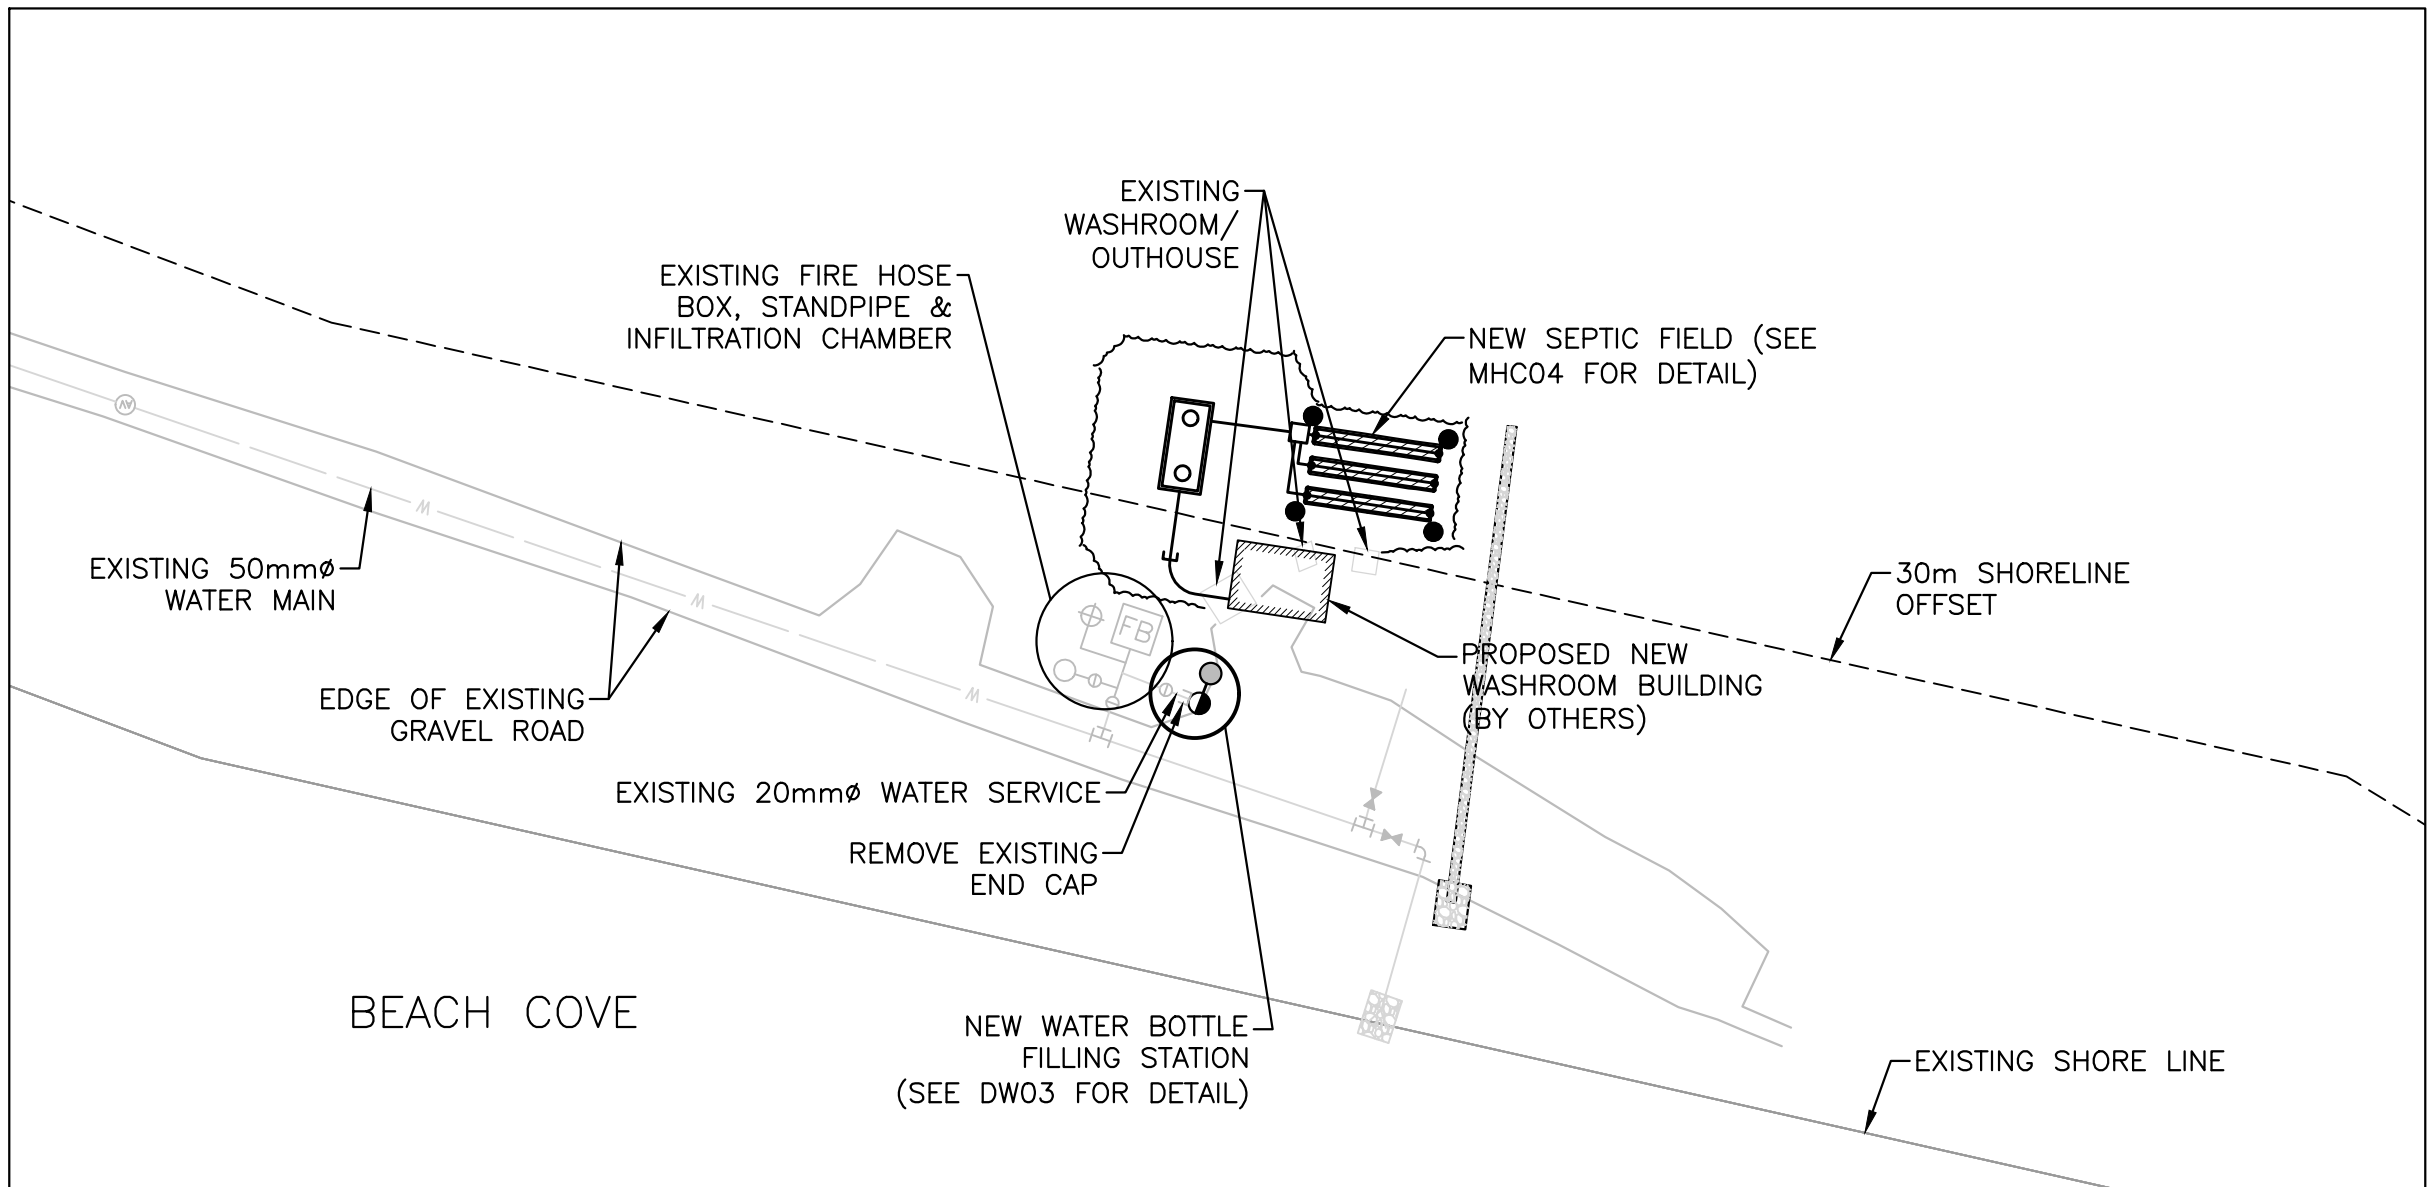 EXISTING
WASHROOM/
OUTHOUSE
EXISTING FIRE HOSE
BOX, STANDPIPE &
INFILTRATION CHAMBER
NEW SEPTIC FIELD (SEE
MHC04 FOR DETAIL)
AV
W
EXISTING 50mmø
WATER MAIN
30m SHORELINE
OFFSET
W
FB
PROPOSED NEW
WASHROOM BUILDING
(BY OTHERS)
EDGE OF EXISTING
GRAVEL ROAD
W
EXISTING 20mmø WATER SERVICE
REMOVE EXISTING
END CAP
BEACH COVE
NEW WATER BOTTLE
FILLING STATION
(SEE DW03 FOR DETAIL)
EXISTING SHORE LINE